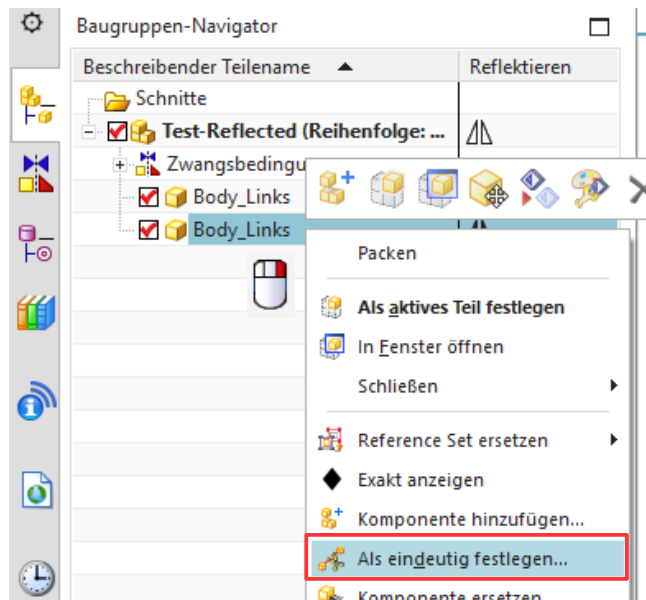 Baugruppen-Navigator
Beschreibender Teilename Reflektieren
Schnitte
Test-Reflected (Reihenfolge: ...
Zwangsbedingu
Body_Links
Body_Links
Packen
Als aktives Teil festlegen
In Fenster öffnen
Schließen
Reference Set ersetzen
Exakt anzeigen
Komponente hinzufügen...
Als eindeutig festlegen...
Komponente ersetzen